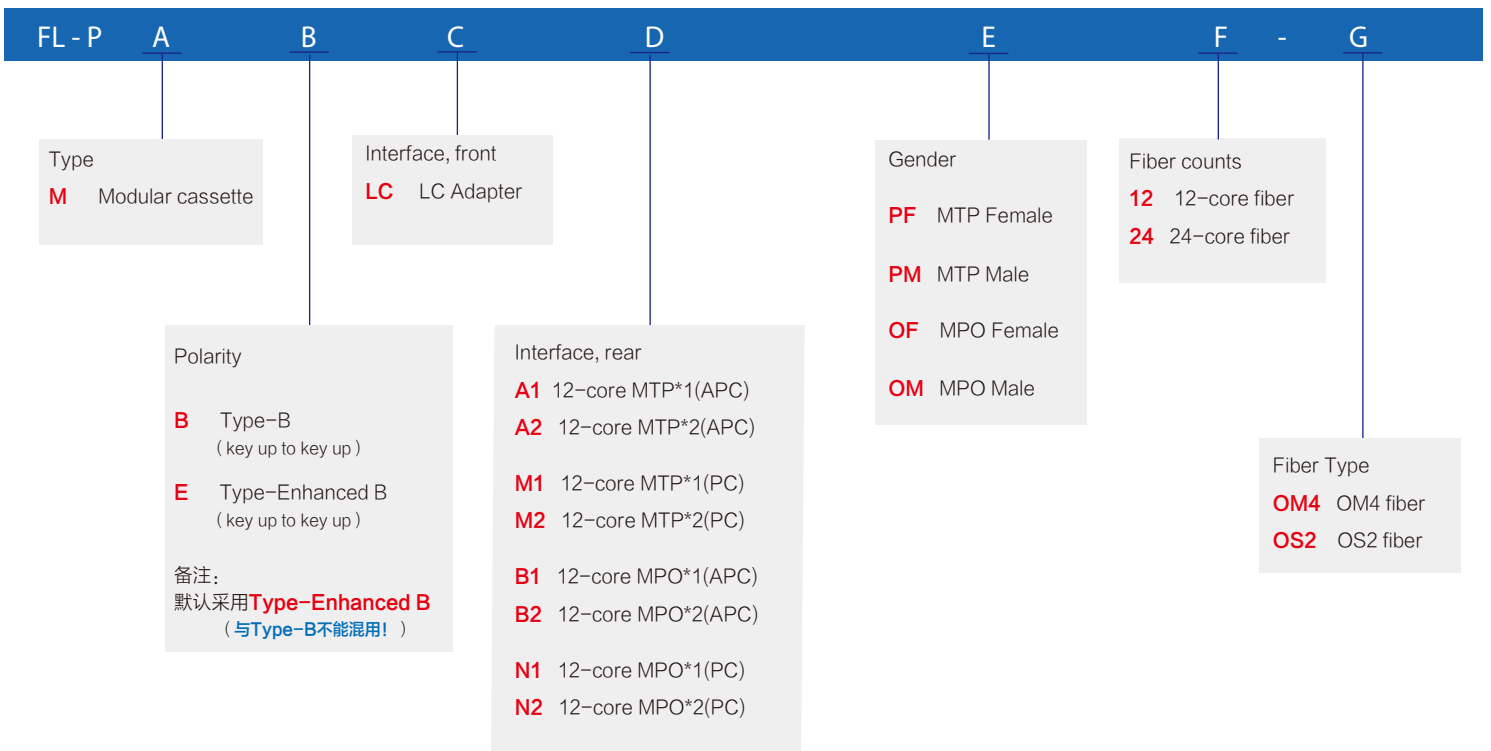 FL - P A B C D E F - G
Type
M Modular cassette
Polarity
B Type-B
( key up to key up )
E Type-Enhanced B
( key up to key up )
备注：
默认采用Type-Enhanced B
（与Type-B不能混用！）
Interface, front
LC LC Adapter
Interface, rear
A1 12-core MTP*1(APC)
A2 12-core MTP*2(APC)
M1 12-core MTP*1(PC)
M2 12-core MTP*2(PC)
B1 12-core MPO*1(APC)
B2 12-core MPO*2(APC)
N1 12-core MPO*1(PC)
N2 12-core MPO*2(PC)
Gender
PF MTP Female
PM MTP Male
OF MPO Female
OM MPO Male
Fiber counts
12 12-core fiber
24 24-core fiber
Fiber Type
OM4 OM4 fiber
OS2 OS2 fiber